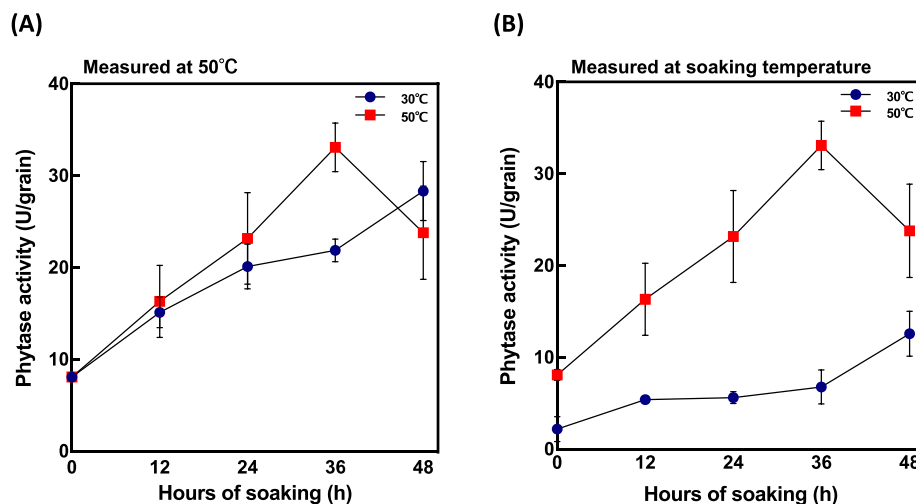 (A)
Measured at 50℃
40
30
20
10
0
0 12 24 36 48
Phytase activity (U/grain)
Hours of soaking (h)
30℃
50℃
(B)
Measured at soaking temperature
40
30
20
10
0
0 12 24 36 48
Phytase activity (U/grain)
Hours of soaking (h)
30℃
50℃